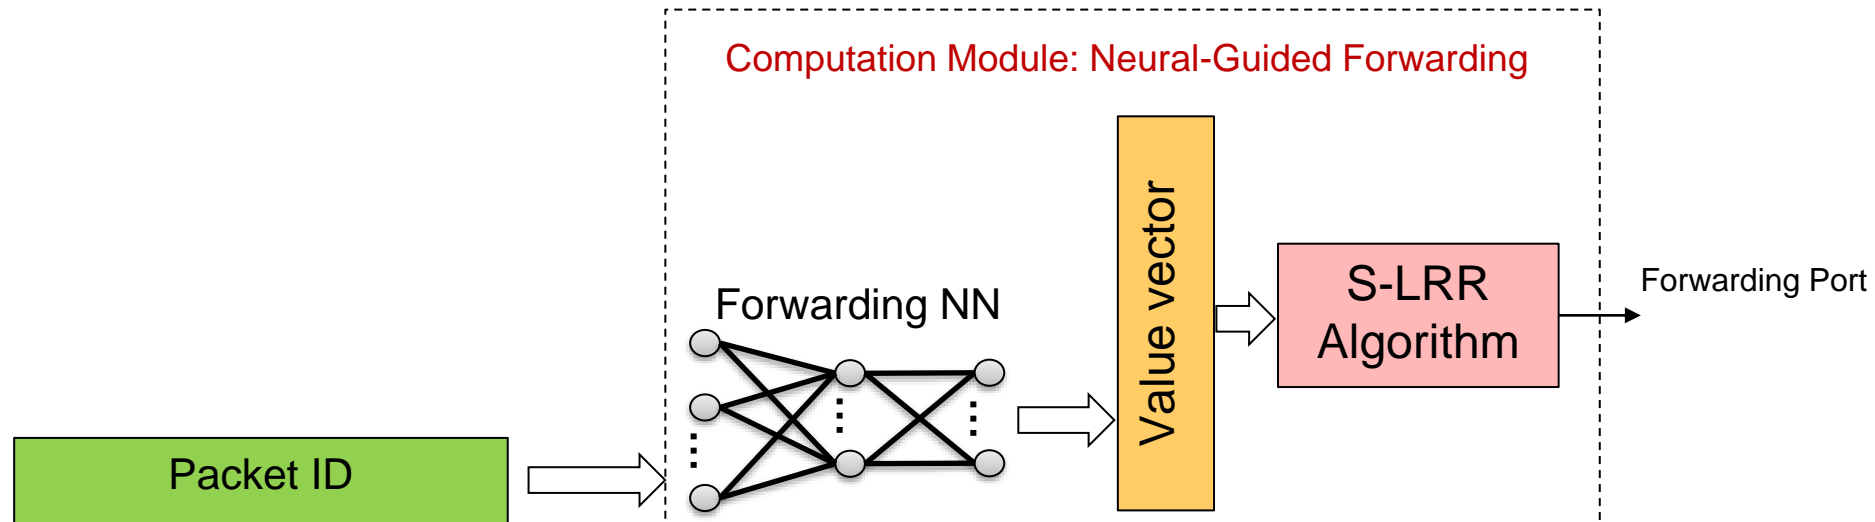 Computation Module: Neural-Guided Forwarding
Forwarding NN
Value vector
S-LRR
Algorithm
Forwarding Port
Packet ID